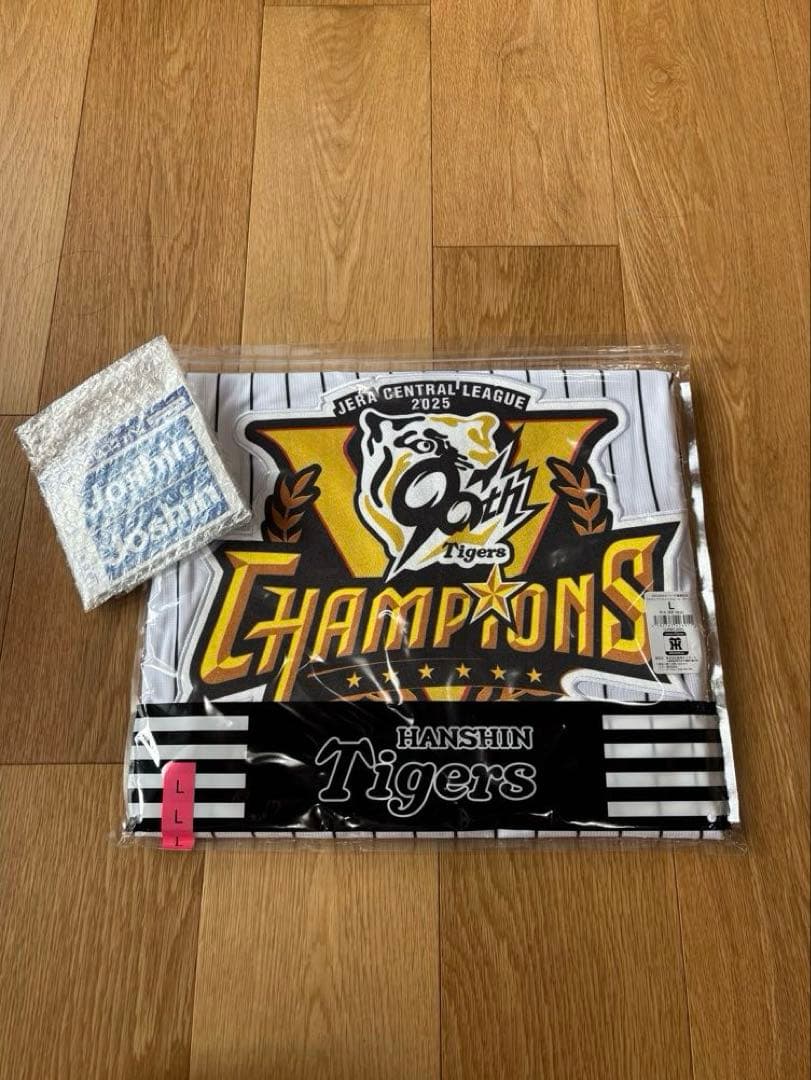 JERA CENTRAL LEAGUE
2025
90th
Tigers
CHAMPIONS
Joshin
Joshin
L
HANSHIN
Tigers
L
L
L